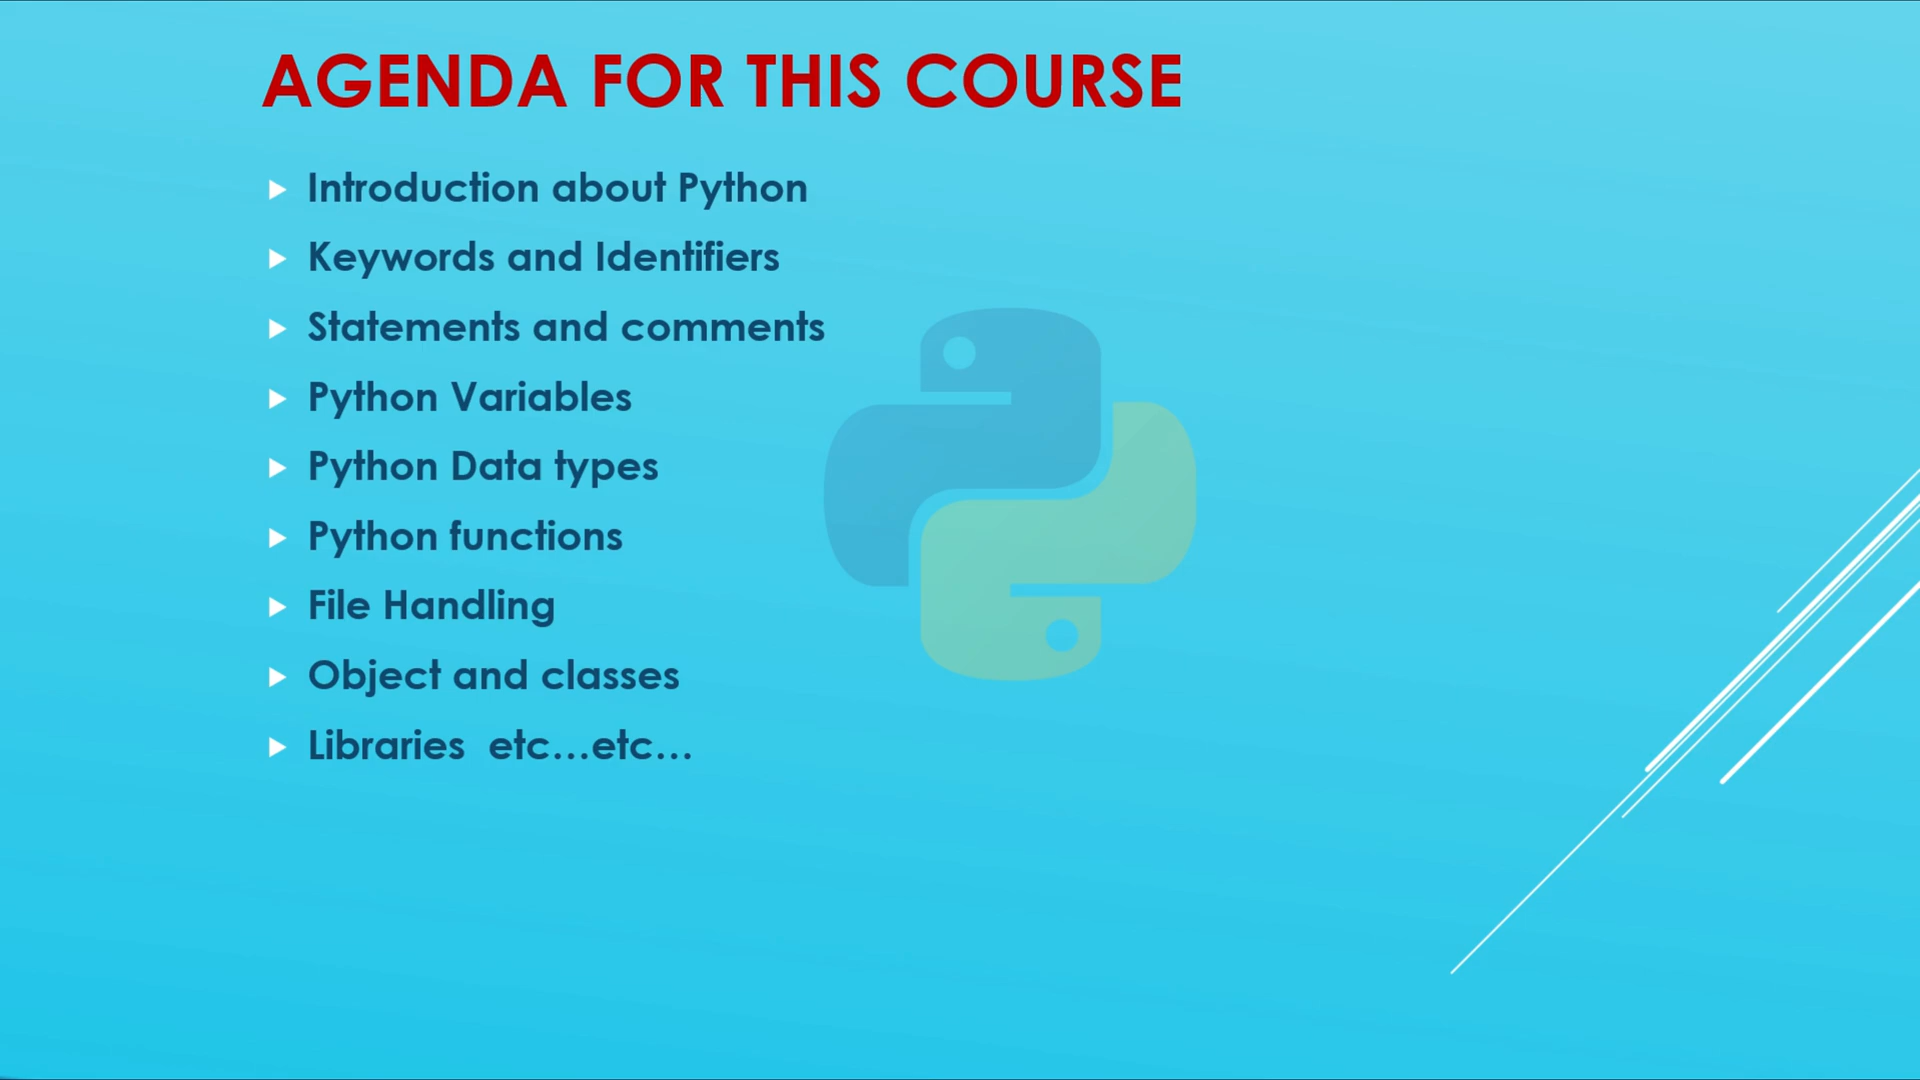 AGENDA FOR THIS COURSE
Introduction about Python
Keywords and Identifiers
Statements and comments
Python Variables
Python Data types
Python functions
File Handling
Object and classes
Libraries  etc...etc...